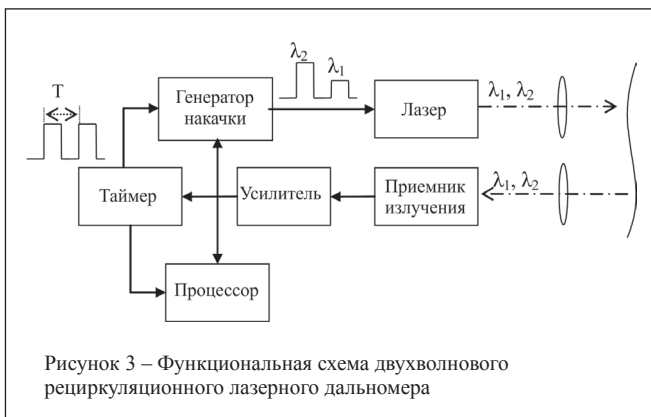 λ₂
λ₁
T
Генератор
накачки
Лазер
λ₁, λ₂
Таймер
Усилитель
Приемник
излучения
λ₁, λ₂
Процессор
Рисунок 3 – Функциональная схема двухволнового
рециркуляционного лазерного дальномера